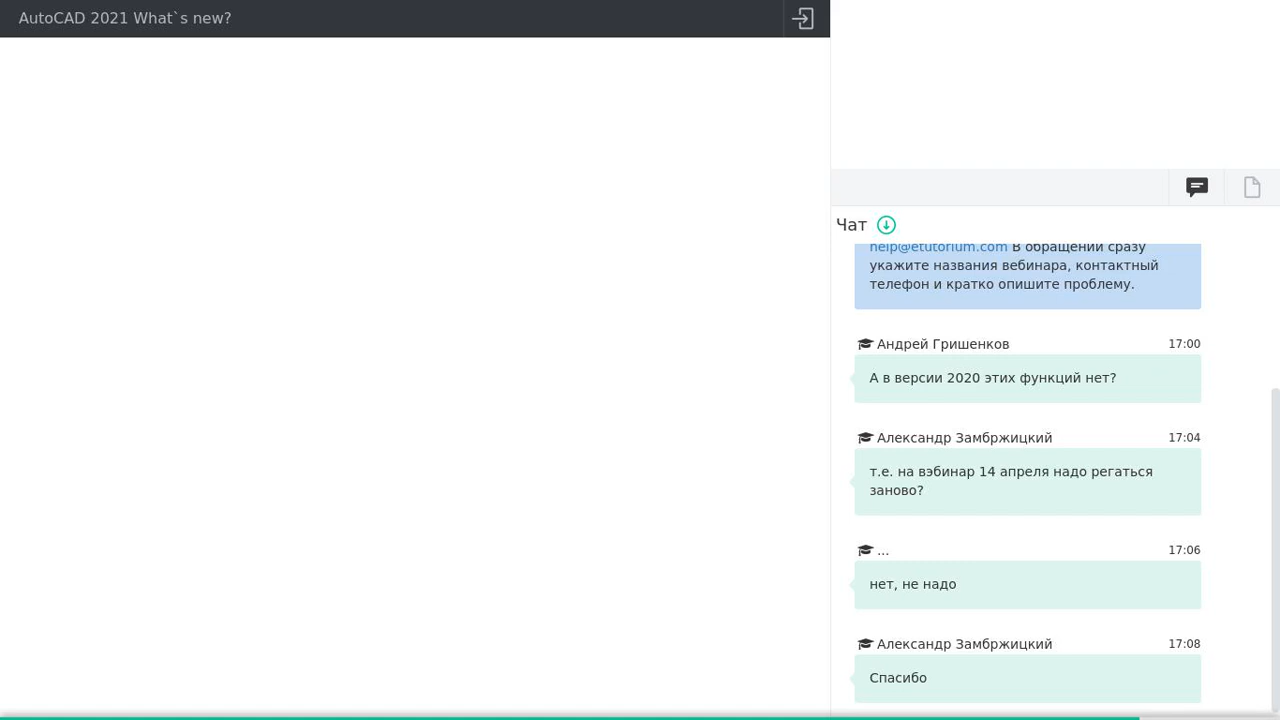 AutoCAD 2021 What`s new?
Чат
help@etutorium.com В обращении сразу
укажите названия вебинара, контактный
телефон и кратко опишите проблему.
Андрей Гришенков 17:00
А в версии 2020 этих функций нет?
Александр Замбржицкий 17:04
т.е. на вэбинар 14 апреля надо регаться
заново?
... 17:06
нет, не надо
Александр Замбржицкий 17:08
Спасибо